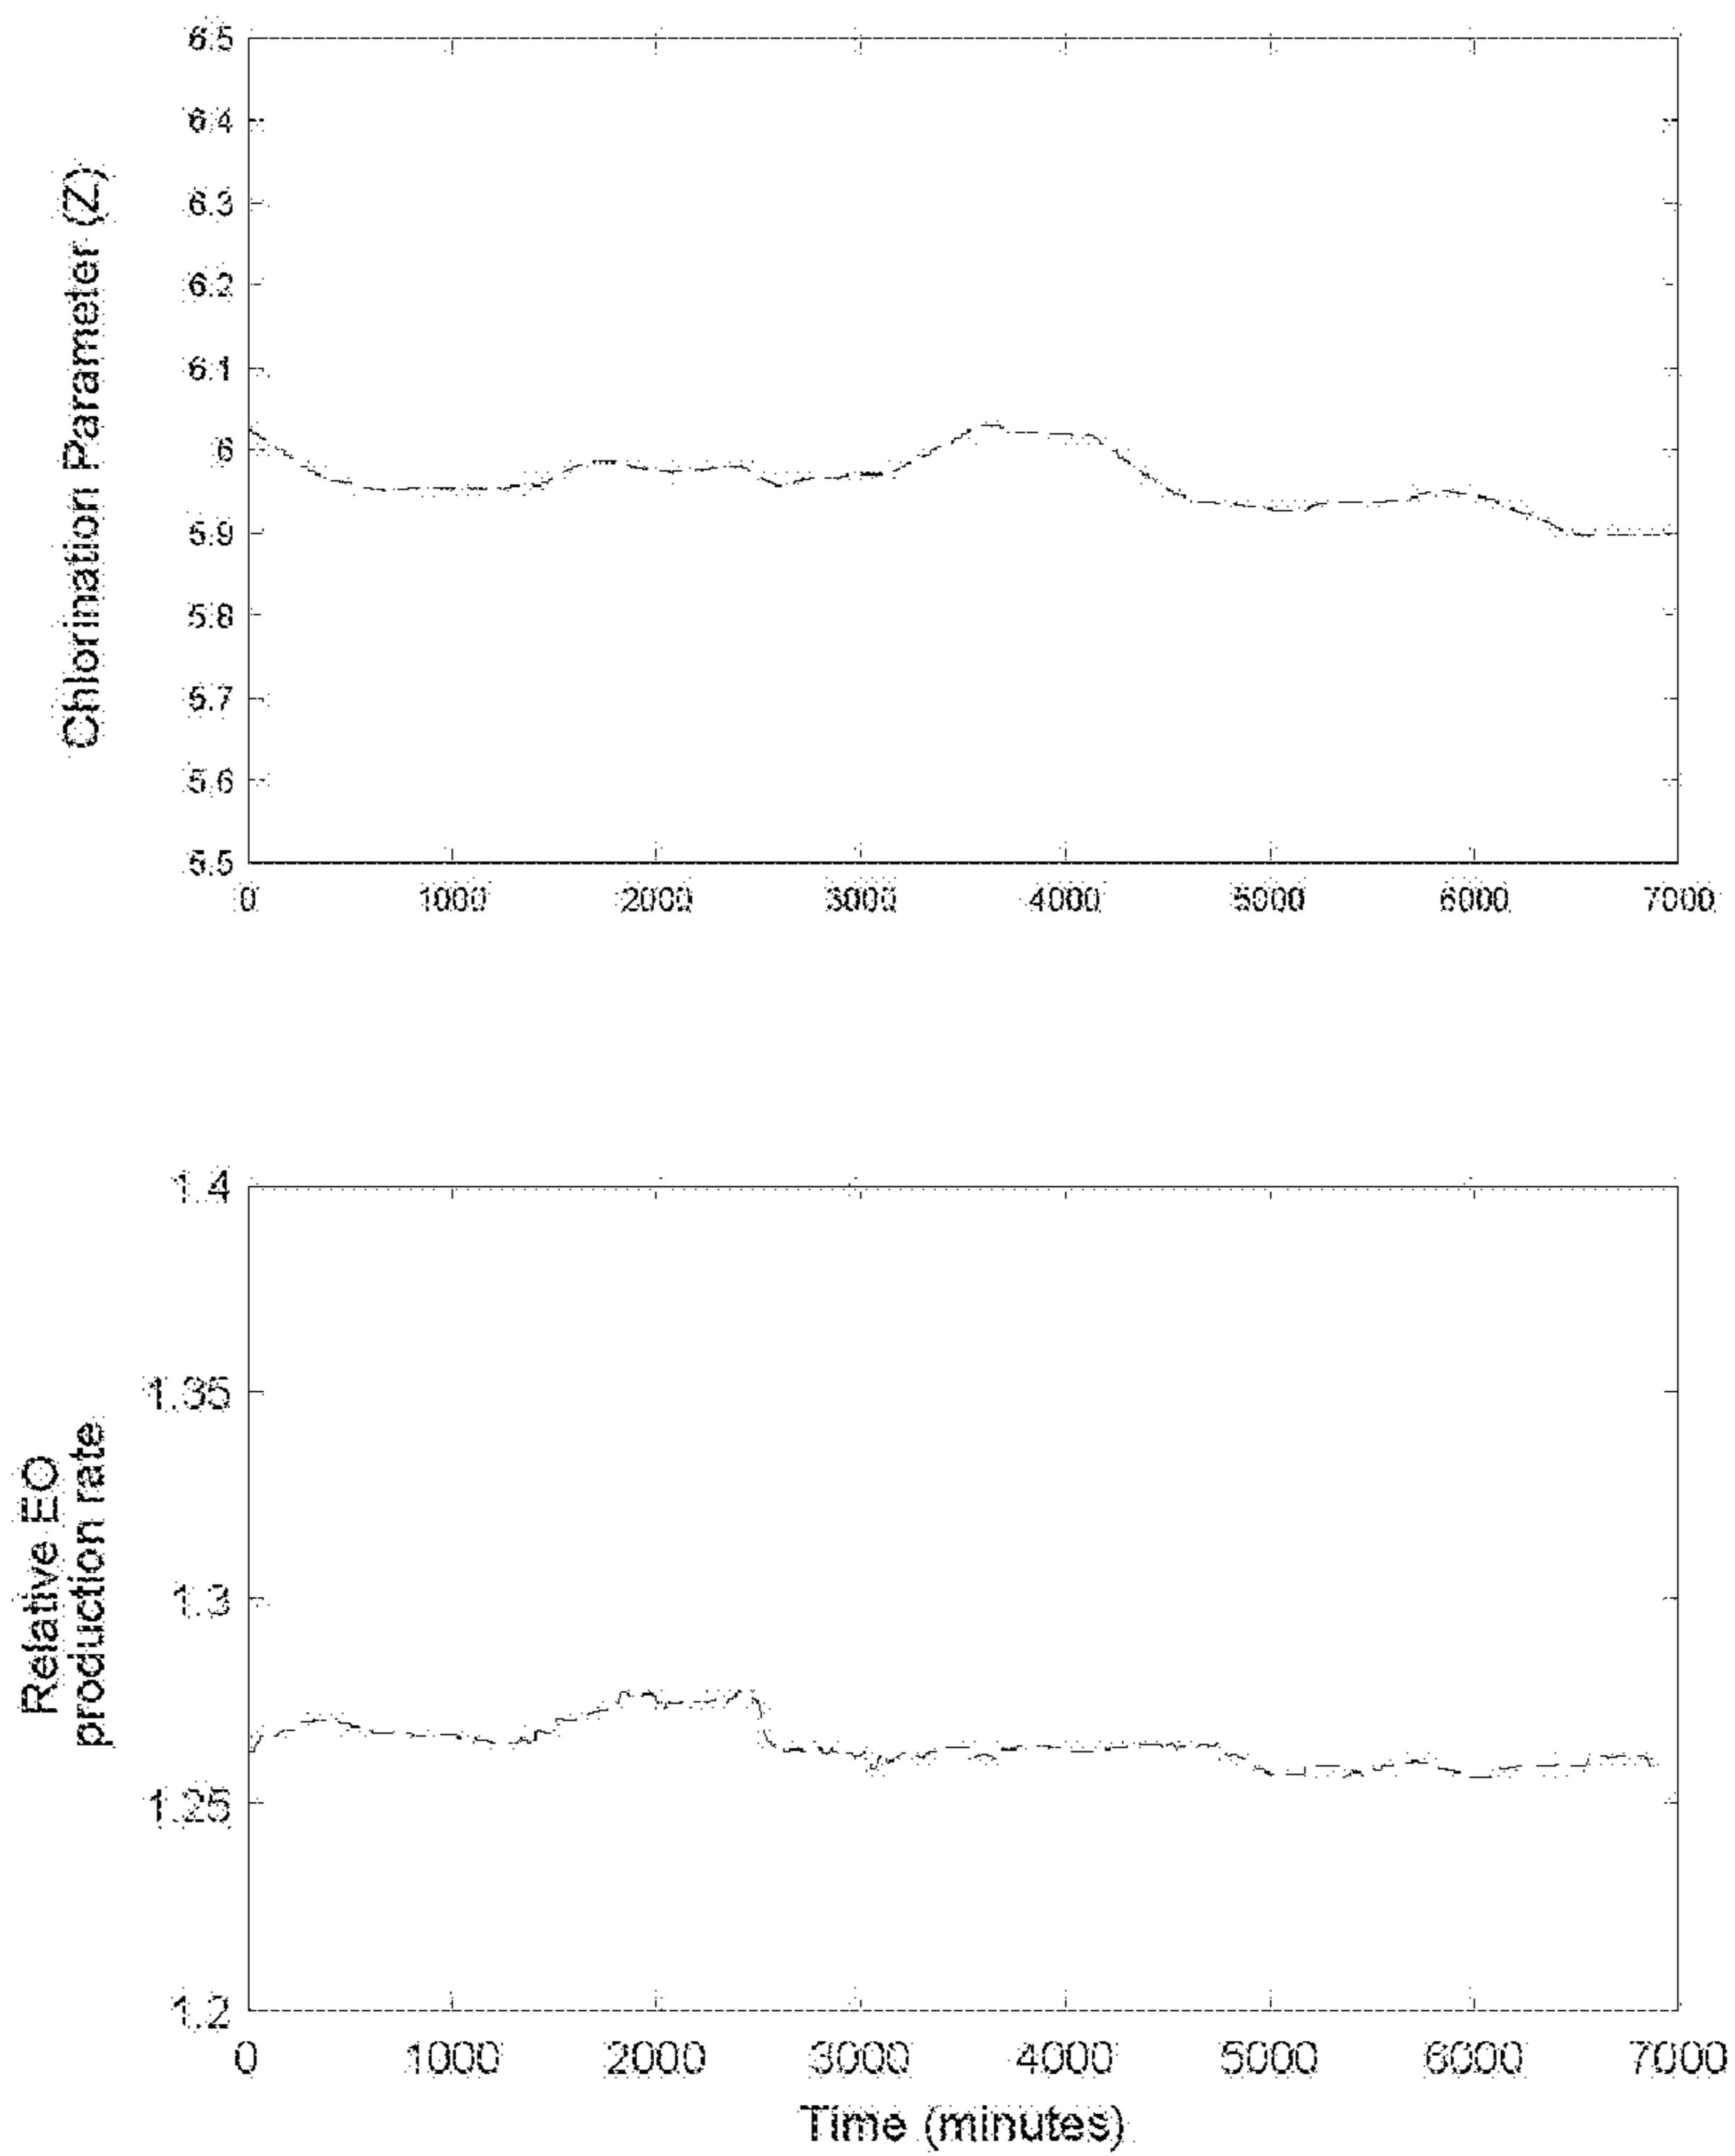 Chlorination Parameter (Z)
6.5
6.4
6.3
6.2
6.1
6
5.9
5.8
5.7
5.6
5.5
0 1000 2000 3000 4000 5000 6000 7000
Relative EO
production rate
1.4
1.35
1.3
1.25
1.2
0 1000 2000 3000 4000 5000 6000 7000
Time (minutes)